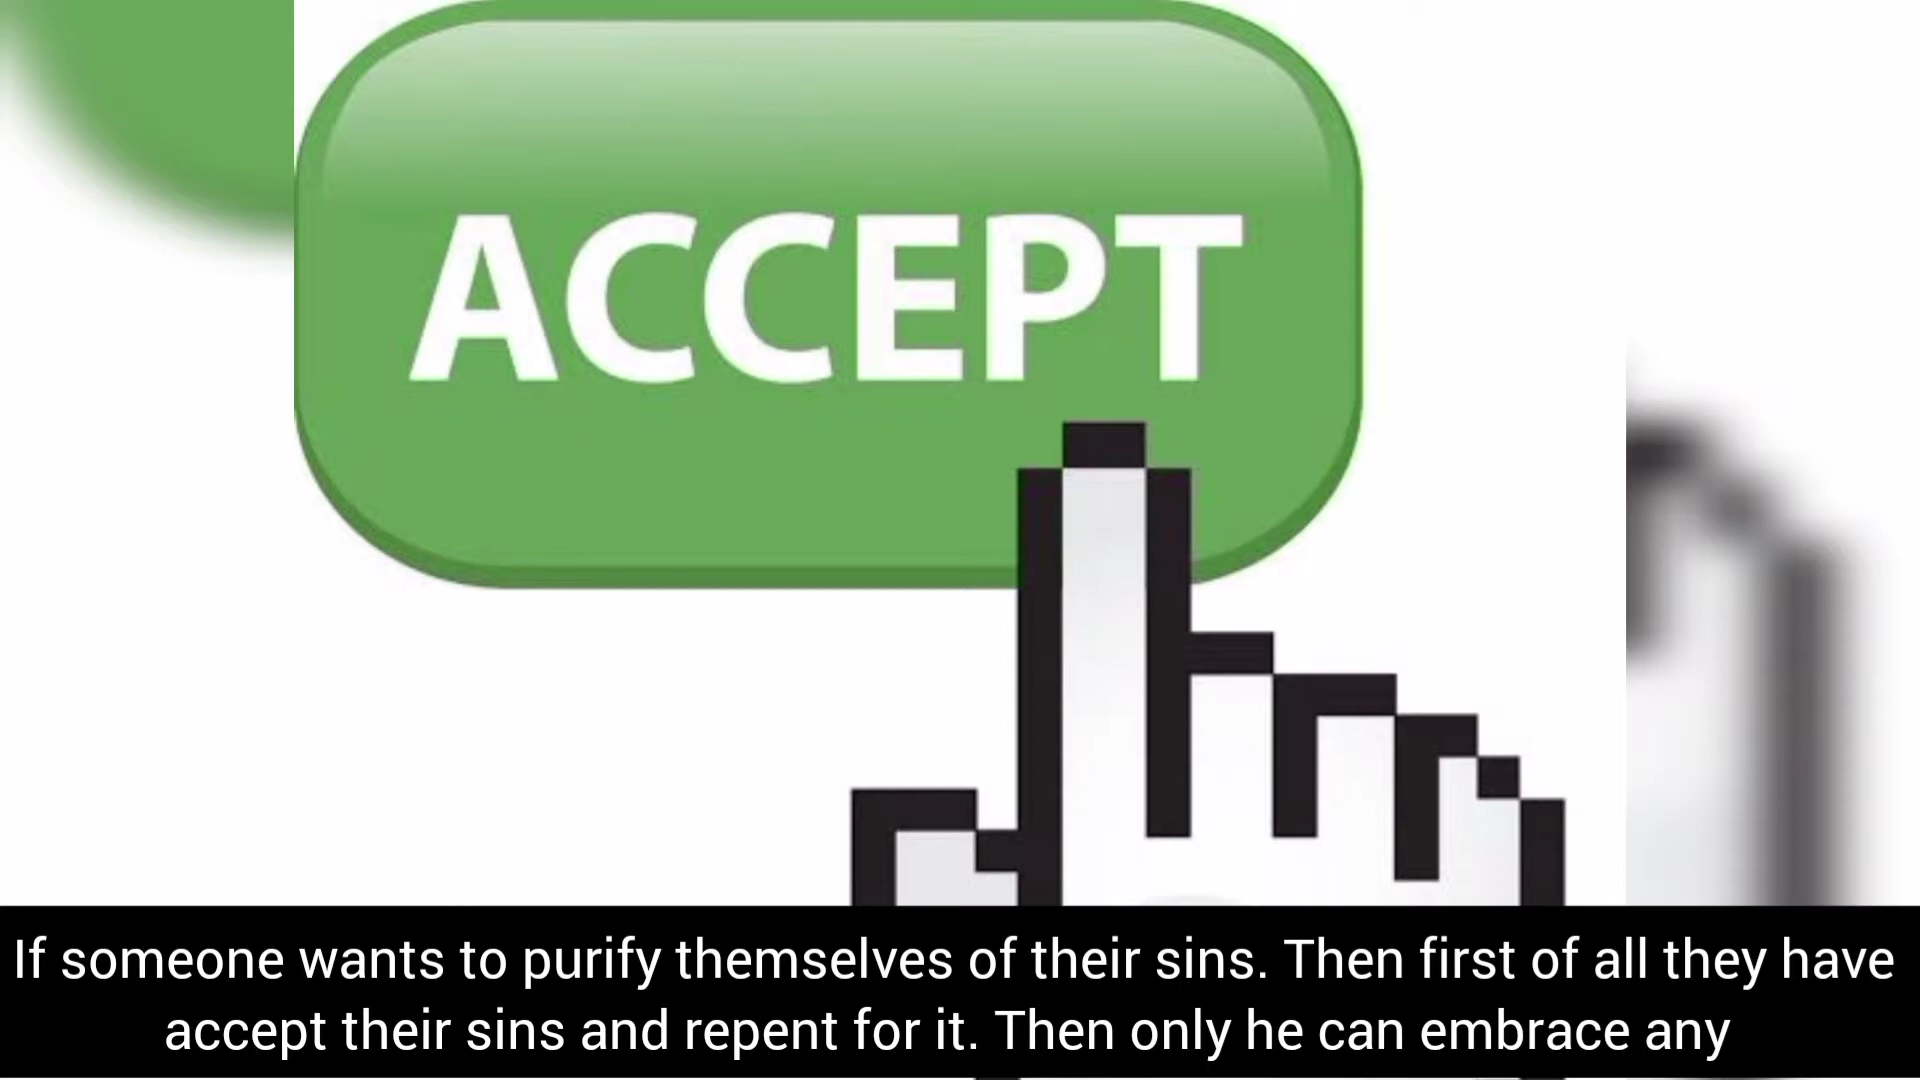 ACCEPT
If someone wants to purify themselves of their sins. Then first of all they have
accept their sins and repent for it. Then only he can embrace any